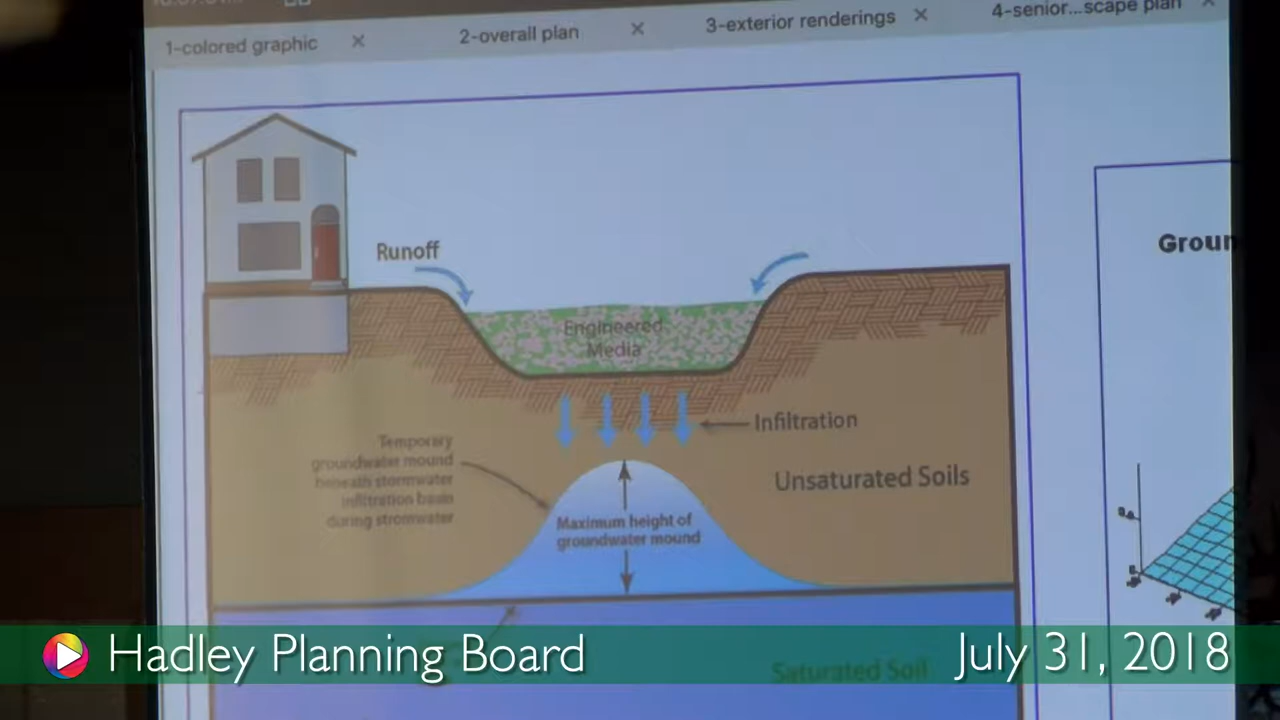 1-colored graphic
2-overall plan
3-exterior renderings
4-senior...scape plan
Runoff
Engineered
Media
Infiltration
Temporary
groundwater mound
beneath stormwater
infiltration basin
during stromwater
Unsaturated Soils
Maximum height of
groundwater mound
Saturated Soil
Groun
Hadley Planning Board
July 31, 2018